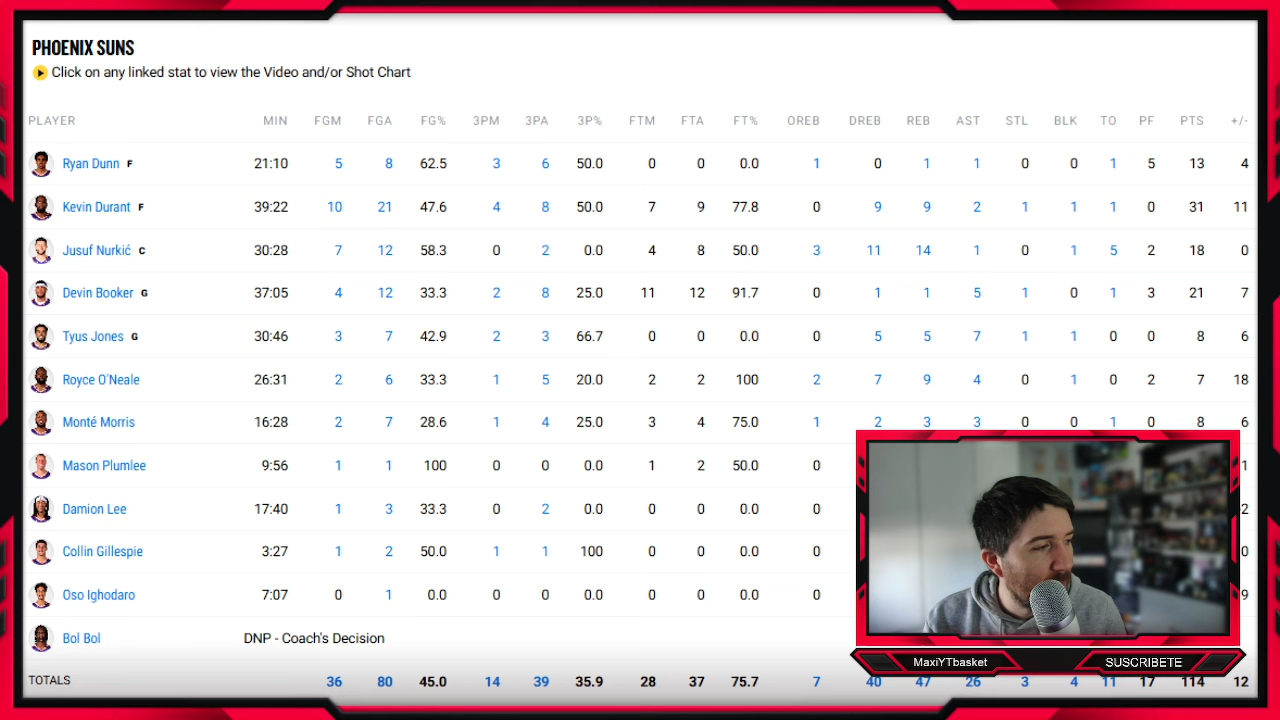 PHOENIX SUNS
Click on any linked stat to view the Video and/or Shot Chart
PLAYER MIN FGM FGA FG% 3PM 3PA 3P% FTM FTA FT% OREB DREB REB AST STL BLK TO PF PTS +/-
Ryan Dunn F 21:10 5 8 62.5 3 6 50.0 0 0 0.0 1 0 1 1 0 0 1 5 13 4
Kevin Durant F 39:22 10 21 47.6 4 8 50.0 7 9 77.8 0 9 9 2 1 1 1 0 31 11
Jusuf Nurkić C 30:28 7 12 58.3 0 2 0.0 4 8 50.0 3 11 14 1 0 1 5 2 18 0
Devin Booker G 37:05 4 12 33.3 2 8 25.0 11 12 91.7 0 1 1 5 1 0 1 3 21 7
Tyus Jones G 30:46 3 7 42.9 2 3 66.7 0 0 0.0 0 5 5 7 1 1 0 0 8 6
Royce O'Neale 26:31 2 6 33.3 1 5 20.0 2 2 100 2 7 9 4 0 1 0 2 7 18
Monté Morris 16:28 2 7 28.6 1 4 25.0 3 4 75.0 1 2 3 3 0 0 1 0 8 6
Mason Plumlee 9:56 1 1 100 0 0 0.0 1 2 50.0 0 1
Damion Lee 17:40 1 3 33.3 0 2 0.0 0 0 0.0 0 2
Collin Gillespie 3:27 1 2 50.0 1 1 100 0 0 0.0 0 0
Oso Ighodaro 7:07 0 1 0.0 0 0 0.0 0 0 0.0 0 9
Bol Bol DNP - Coach's Decision
MaxiYTbasket SUSCRIBETE
TOTALS 36 80 45.0 14 39 35.9 28 37 75.7 7 40 47 26 3 4 11 17 114 12